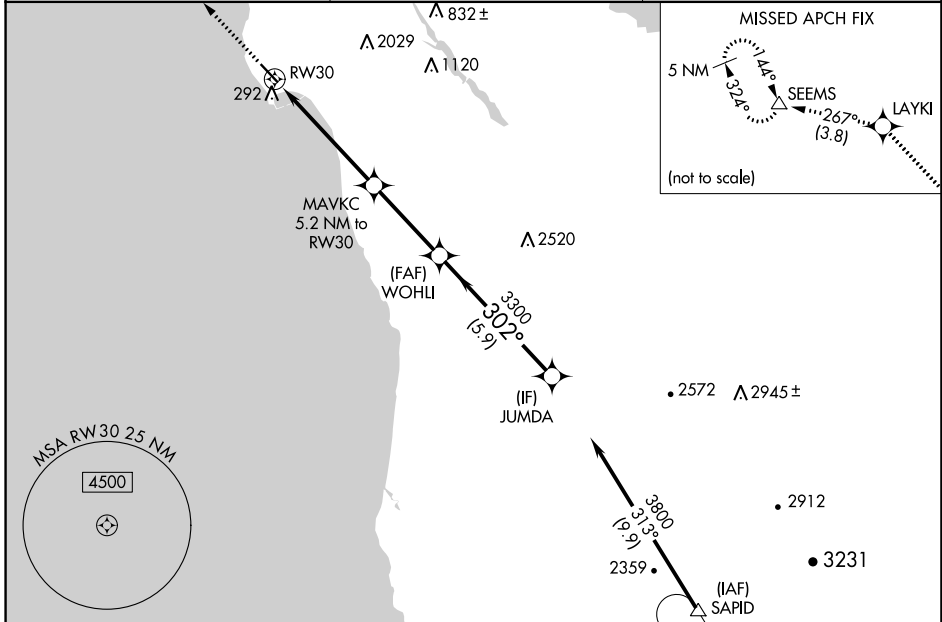 832 ±
2029
1120
RW30
292
MISSED APCH FIX
5 NM
144°
324°
SEEMS
LAYKI
267°
(3.8)
(not to scale)
MAVKC
5.2 NM to
RW30
2520
(FAF)
WOHLI
3300
302°
(5.9)
(IF)
JUMDA
2572
2945 ±
MSA RW30 25 NM
4500
3800
313°
(9.9)
2912
2359
3231
(IAF)
SAPID